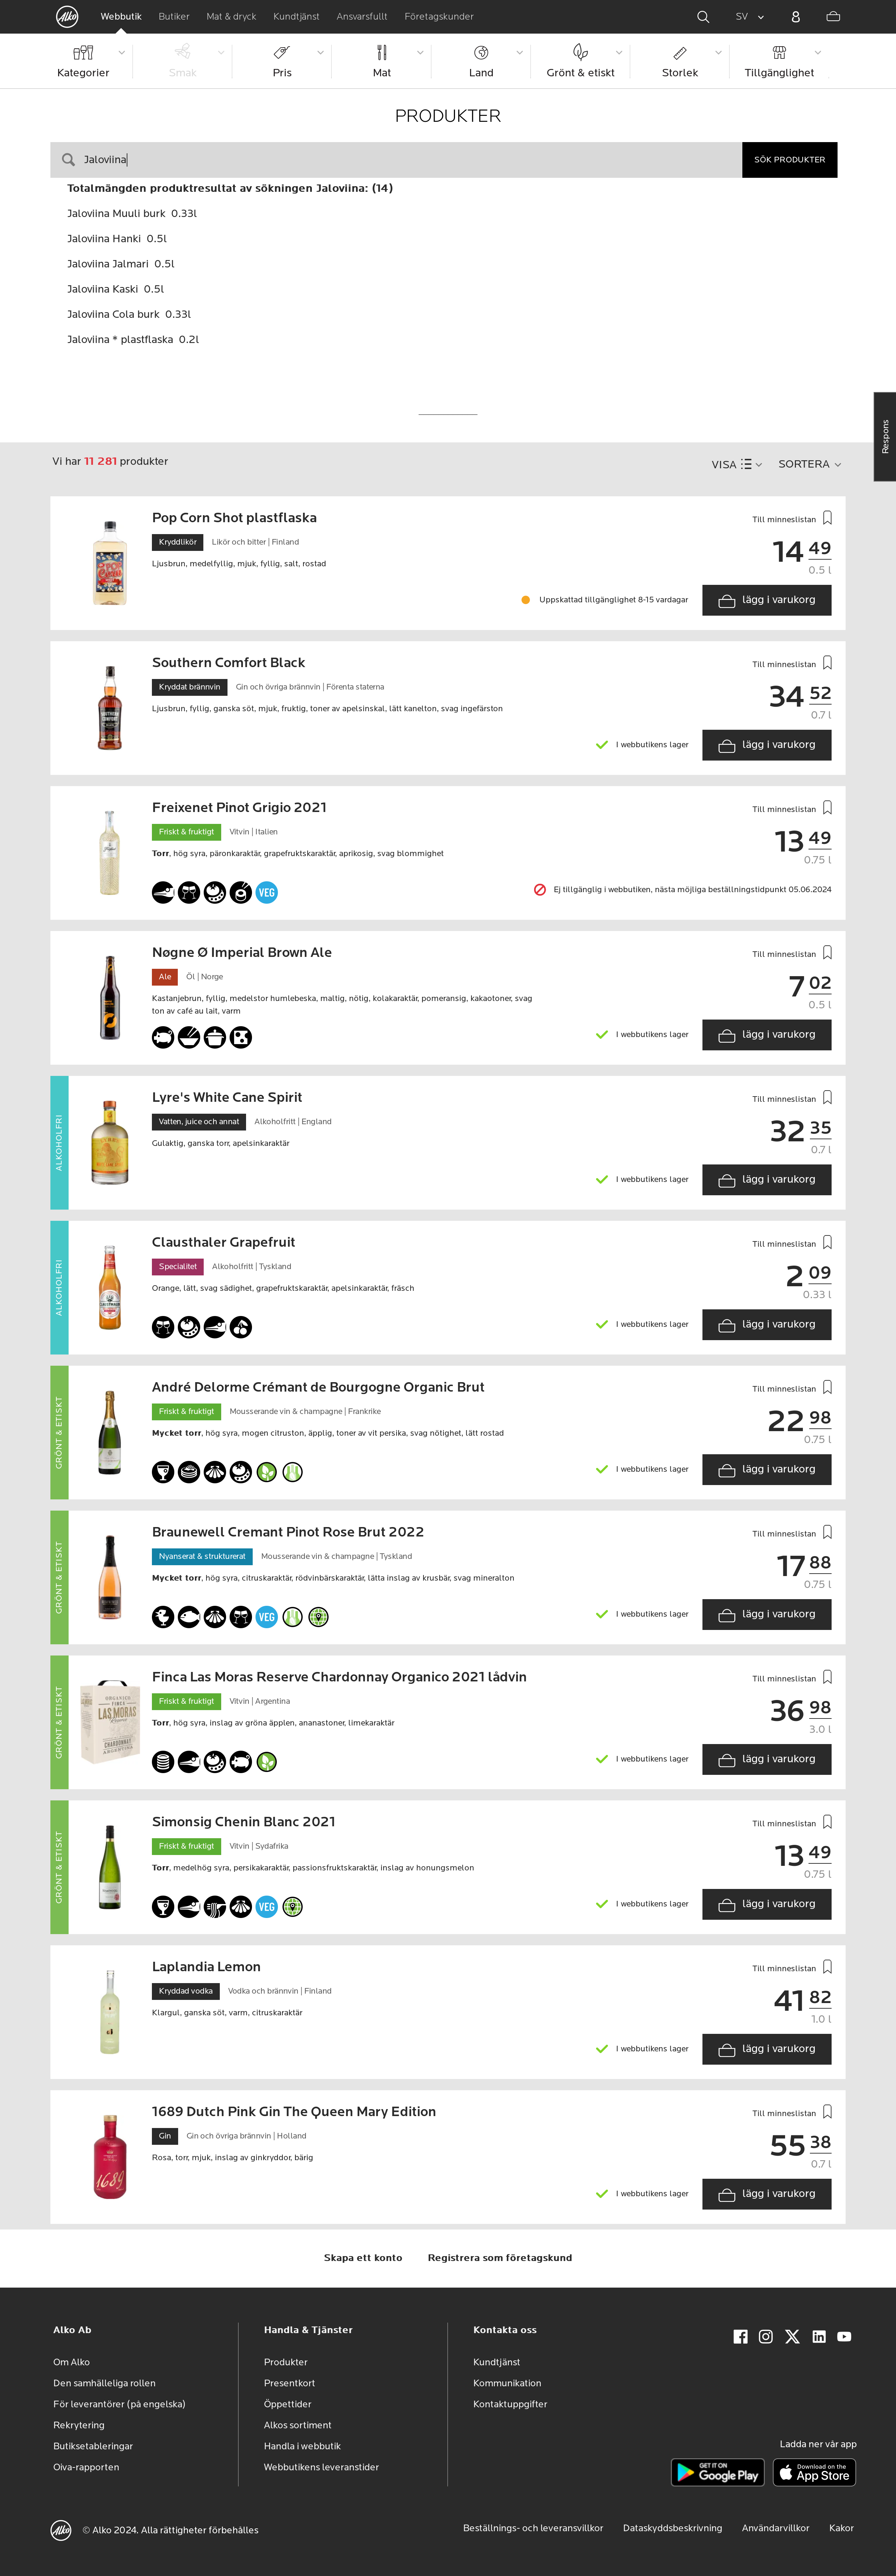 Alko
Webbutik Butiker Mat & dryck Kundtjänst Ansvarsfullt Företagskunder SV
Kategorier Smak Pris Mat Land Grönt & etiskt Storlek Tillgänglighet
PRODUKTER
Jaloviina
SÖK PRODUKTER
Totalmängden produktresultat av sökningen Jaloviina: (14)
Jaloviina Muuli burk 0.33l
Jaloviina Hanki 0.5l
Jaloviina Jalmari 0.5l
Jaloviina Kaski 0.5l
Jaloviina Cola burk 0.33l
Jaloviina * plastflaska 0.2l
Respons
Vi har 11 281 produkter
VISA SORTERA
Pop Corn Shot plastflaska
Till minneslistan
Kryddlikör Likör och bitter | Finland
Ljusbrun, medelfyllig, mjuk, fyllig, salt, rostad
14 49
0.5 l
Uppskattad tillgänglighet 8-15 vardagar
lägg i varukorg
Southern Comfort Black
Till minneslistan
Kryddat brännvin Gin och övriga brännvin | Förenta staterna
Ljusbrun, fyllig, ganska söt, mjuk, fruktig, toner av apelsinskal, lätt kanelton, svag ingefärston
34 52
0.7 l
I webbutikens lager
lägg i varukorg
Freixenet Pinot Grigio 2021
Till minneslistan
Friskt & fruktigt Vitvin | Italien
Torr, hög syra, päronkaraktär, grapefruktskaraktär, aprikosig, svag blommighet
13 49
0.75 l
VEG
Ej tillgänglig i webbutiken, nästa möjliga beställningstidpunkt 05.06.2024
Nøgne Ø Imperial Brown Ale
Till minneslistan
Ale Öl | Norge
Kastanjebrun, fyllig, medelstor humlebeska, maltig, nötig, kolakaraktär, pomeransig, kakaotoner, svag
ton av café au lait, varm
7 02
0.5 l
I webbutikens lager
lägg i varukorg
ALKOHOLFRI
Lyre's White Cane Spirit
Till minneslistan
Vatten, juice och annat Alkoholfritt | England
Gulaktig, ganska torr, apelsinkaraktär
32 35
0.7 l
I webbutikens lager
lägg i varukorg
ALKOHOLFRI
Clausthaler Grapefruit
Till minneslistan
Specialitet Alkoholfritt | Tyskland
Orange, lätt, svag sädighet, grapefruktskaraktär, apelsinkaraktär, fräsch
2 09
0.33 l
I webbutikens lager
lägg i varukorg
GRÖNT & ETISKT
André Delorme Crémant de Bourgogne Organic Brut
Till minneslistan
Friskt & fruktigt Mousserande vin & champagne | Frankrike
Mycket torr, hög syra, mogen citruston, äpplig, toner av vit persika, svag nötighet, lätt rostad
22 98
0.75 l
I webbutikens lager
lägg i varukorg
GRÖNT & ETISKT
Braunewell Cremant Pinot Rose Brut 2022
Till minneslistan
Nyanserat & strukturerat Mousserande vin & champagne | Tyskland
Mycket torr, hög syra, citruskaraktär, rödvinbärskaraktär, lätta inslag av krusbär, svag mineralton
17 88
0.75 l
VEG
I webbutikens lager
lägg i varukorg
GRÖNT & ETISKT
ORGANICO
FINCA
LAS MORAS
CHARDONNAY
ARGENTINA
Finca Las Moras Reserve Chardonnay Organico 2021 lådvin
Till minneslistan
Friskt & fruktigt Vitvin | Argentina
Torr, hög syra, inslag av gröna äpplen, ananastoner, limekaraktär
36 98
3.0 l
I webbutikens lager
lägg i varukorg
GRÖNT & ETISKT
Simonsig Chenin Blanc 2021
Till minneslistan
Friskt & fruktigt Vitvin | Sydafrika
Torr, medelhög syra, persikakaraktär, passionsfruktskaraktär, inslag av honungsmelon
13 49
0.75 l
VEG
I webbutikens lager
lägg i varukorg
Laplandia Lemon
Till minneslistan
Kryddad vodka Vodka och brännvin | Finland
Klargul, ganska söt, varm, citruskaraktär
41 82
1.0 l
I webbutikens lager
lägg i varukorg
1689
1689 Dutch Pink Gin The Queen Mary Edition
Till minneslistan
Gin Gin och övriga brännvin | Holland
Rosa, torr, mjuk, inslag av ginkryddor, bärig
55 38
0.7 l
I webbutikens lager
lägg i varukorg
Skapa ett konto Registrera som företagskund
Alko Ab
Om Alko
Den samhälleliga rollen
För leverantörer (på engelska)
Rekrytering
Butiksetableringar
Oiva-rapporten
Handla & Tjänster
Produkter
Presentkort
Öppettider
Alkos sortiment
Handla i webbutik
Webbutikens leveranstider
Kontakta oss
Kundtjänst
Kommunikation
Kontaktuppgifter
Ladda ner vår app
GET IT ON
Google Play
Download on the
App Store
Alko
© Alko 2024. Alla rättigheter förbehålles
Beställnings- och leveransvillkor Dataskyddsbeskrivning Användarvillkor Kakor